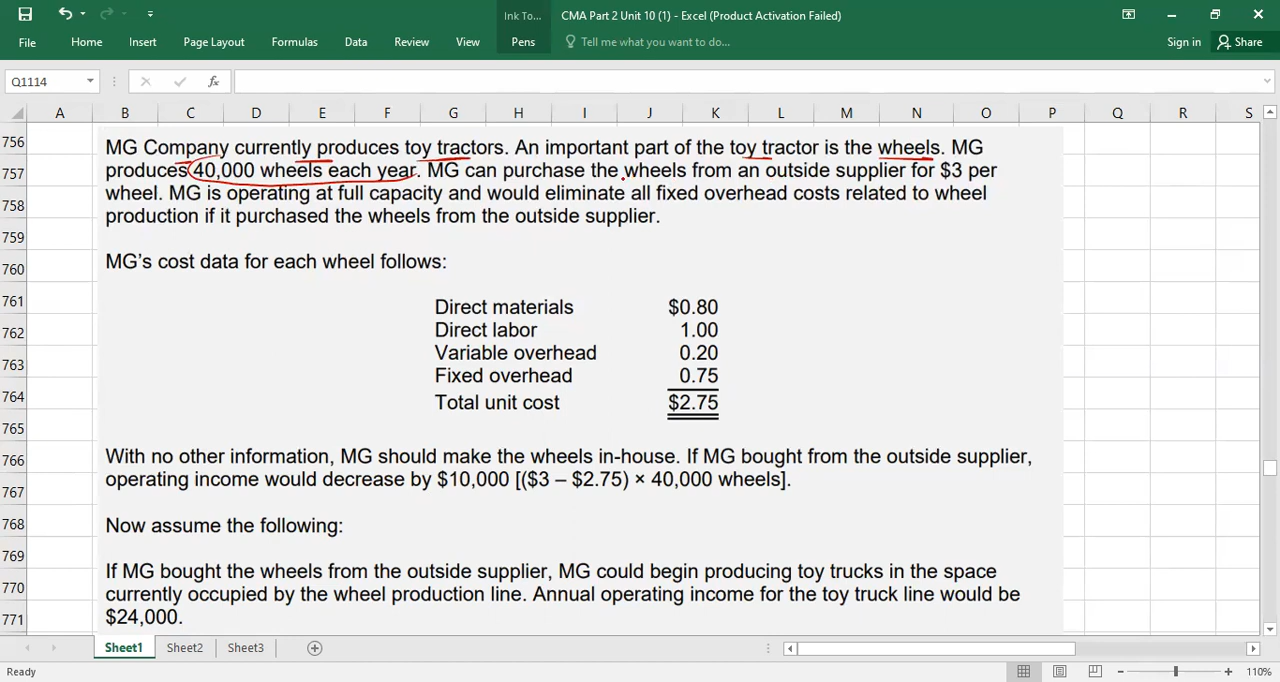 Ink To... CMA Part 2 Unit 10 (1) - Excel (Product Activation Failed)
File Home Insert Page Layout Formulas Data Review View Pens Tell me what you want to do... Sign in Share
Q1114 fx
A B C D E F G H I J K L M N O P Q R S
756 MG Company currently produces toy tractors. An important part of the toy tractor is the wheels. MG
757 produces 40,000 wheels each year. MG can purchase the wheels from an outside supplier for $3 per
758 wheel. MG is operating at full capacity and would eliminate all fixed overhead costs related to wheel
production if it purchased the wheels from the outside supplier.
759
760 MG's cost data for each wheel follows:
761 Direct materials $0.80
762 Direct labor 1.00
763 Variable overhead 0.20
764 Fixed overhead 0.75
Total unit cost $2.75
765
766 With no other information, MG should make the wheels in-house. If MG bought from the outside supplier,
767 operating income would decrease by $10,000 [($3 – $2.75) × 40,000 wheels].
768 Now assume the following:
769
770 If MG bought the wheels from the outside supplier, MG could begin producing toy trucks in the space
currently occupied by the wheel production line. Annual operating income for the toy truck line would be
771 $24,000.
Sheet1 Sheet2 Sheet3
Ready 110%